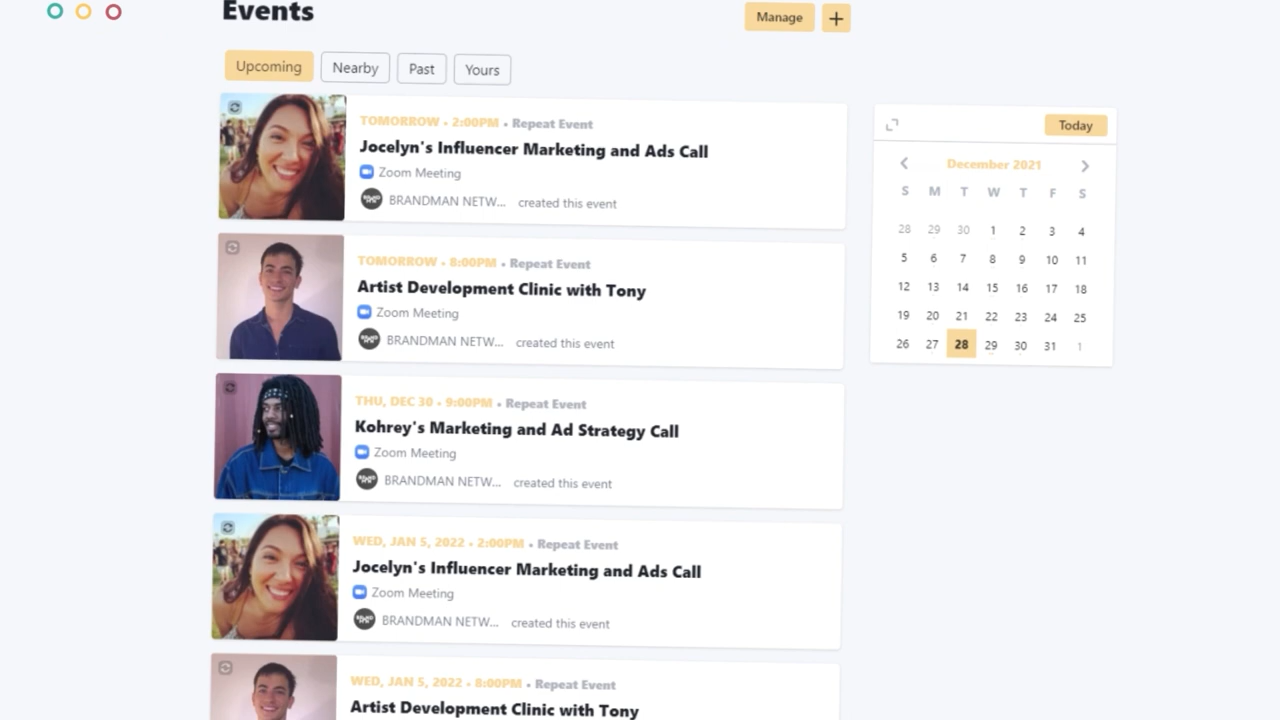 Events
Manage +
Upcoming Nearby Past Yours
TOMORROW • 2:00PM • Repeat Event
Jocelyn's Influencer Marketing and Ads Call
Zoom Meeting
BRANDMAN NETW... created this event
TOMORROW • 8:00PM • Repeat Event
Artist Development Clinic with Tony
Zoom Meeting
BRANDMAN NETW... created this event
THU, DEC 30 • 9:00PM • Repeat Event
Kohrey's Marketing and Ad Strategy Call
Zoom Meeting
BRANDMAN NETW... created this event
WED, JAN 5, 2022 • 2:00PM • Repeat Event
Jocelyn's Influencer Marketing and Ads Call
Zoom Meeting
BRANDMAN NETW... created this event
WED, JAN 5, 2022 • 8:00PM • Repeat Event
Artist Development Clinic with Tony
Today
December 2021
S M T W T F S
28 29 30 1 2 3 4
5 6 7 8 9 10 11
12 13 14 15 16 17 18
19 20 21 22 23 24 25
26 27 28 29 30 31 1